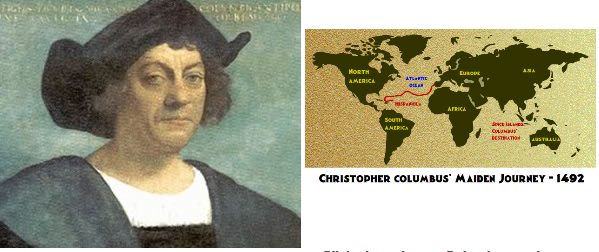 NORTH
AMERICA
ATLANTIC
OCEAN
EUROPE
ASIA
HISPANIOLA
AFRICA
SOUTH
AMERICA
SPICE ISLANDS,
COLUMBUS'
DESTINATION
AUSTRALIA
CHRISTOPHER COLUMBUS' MAIDEN JOURNEY - 1492